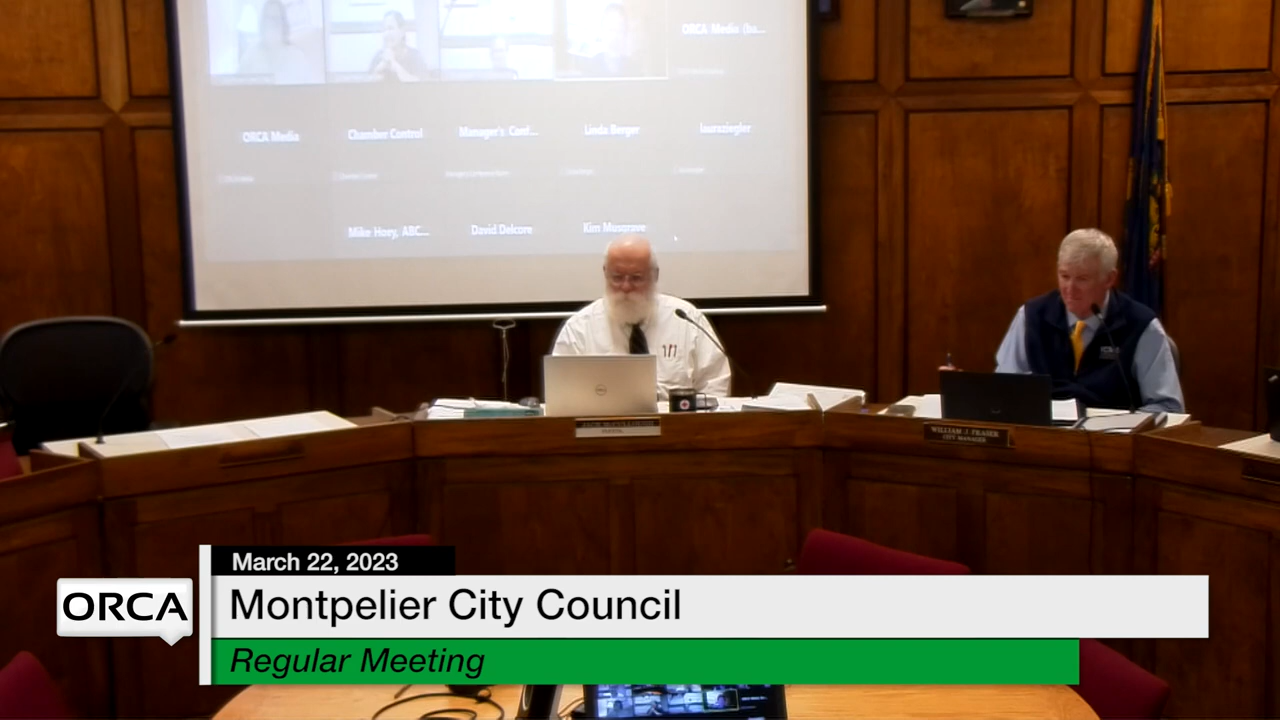 ORCA Media (ba...
ORCA Media
Chamber Control
Manager's Conf...
Linda Berger
lauraziegler
Mike Hoey, ABC...
David Delcore
Kim Musgrave
WILLIAM J FRASER
CITY MANAGER
March 22, 2023
ORCA
Montpelier City Council
Regular Meeting